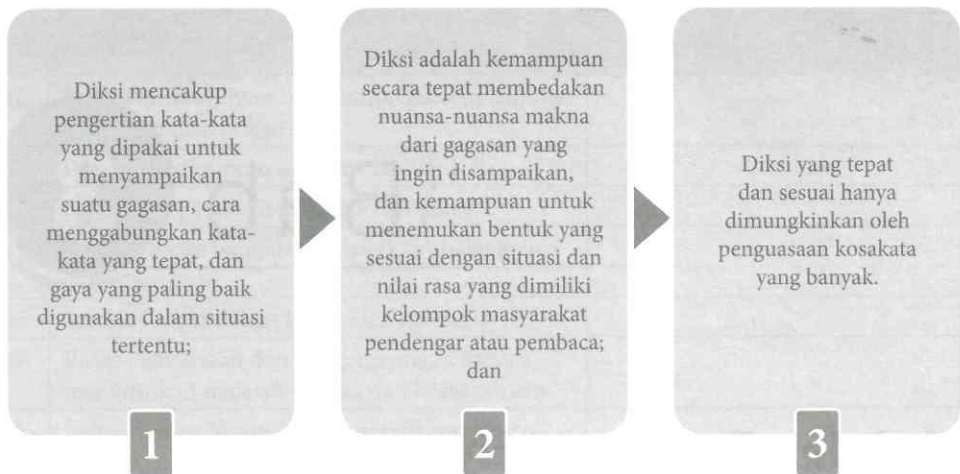 Diksi mencakup
pengertian kata-kata
yang dipakai untuk
menyampaikan
suatu gagasan, cara
menggabungkan kata-
kata yang tepat, dan
gaya yang paling baik
digunakan dalam situasi
tertentu;
1
Diksi adalah kemampuan
secara tepat membedakan
nuansa-nuansa makna
dari gagasan yang
ingin disampaikan,
dan kemampuan untuk
menemukan bentuk yang
sesuai dengan situasi dan
nilai rasa yang dimiliki
kelompok masyarakat
pendengar atau pembaca;
dan
2
Diksi yang tepat
dan sesuai hanya
dimungkinkan oleh
penguasaan kosakata
yang banyak.
3